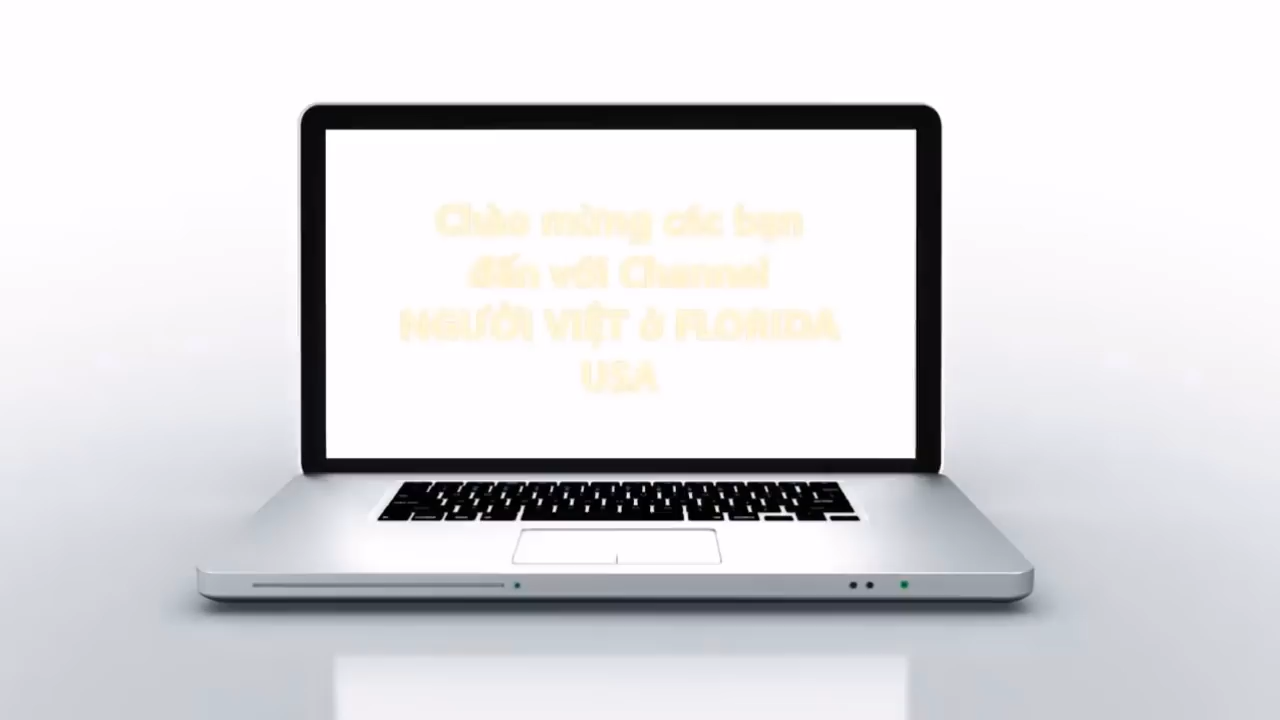 Chào mừng các bạn
đến với Channel
NGƯỜI VIỆT ở FLORIDA
USA